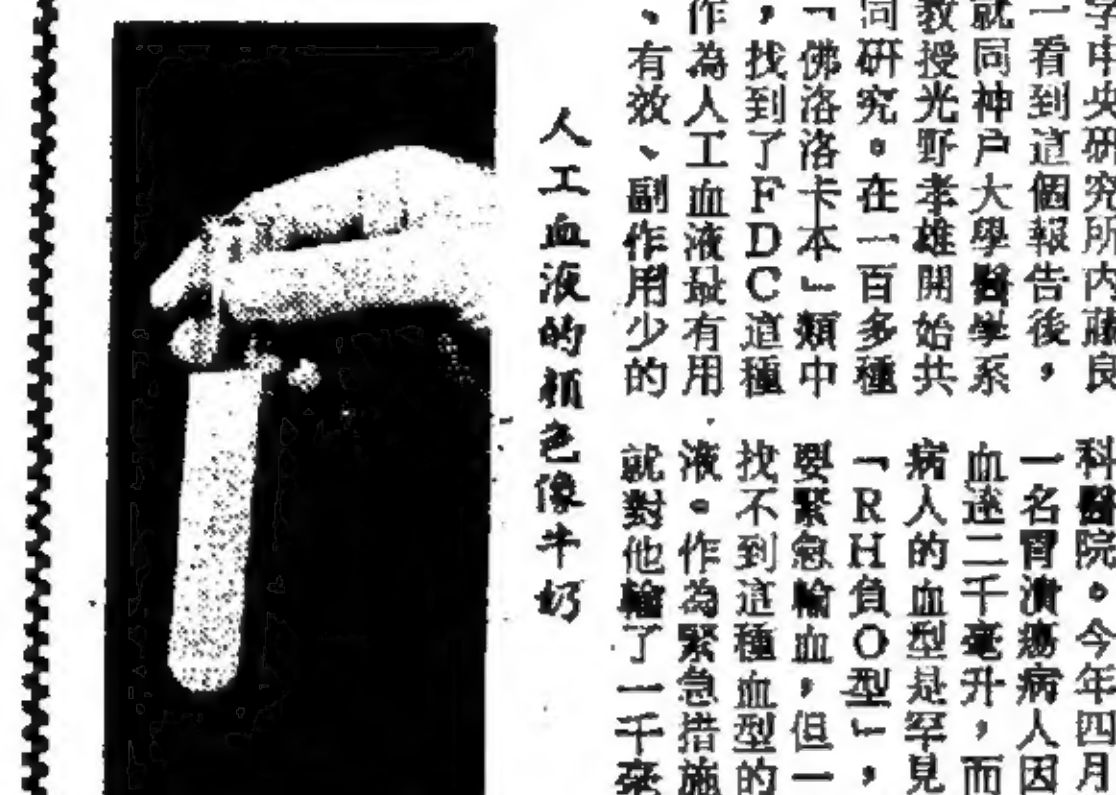 字中央研究所内藤良
一看到這個報告後，
就同神户大學醫學系
教授光野孝雄開始共
同研究。在一百多種
「佛洛洛卡本」類中
，找到了FDC這種
作為人工血液最有用
、有效、副作用少的
科醫院。今年四月
一名胃潰瘍病人因
血達二千毫升，而
病人的血型是罕見
「RH負O型」，
要緊急輸血，但一
找不到這種血型的
液。作為緊急措施
就對他輸了一千毫
人工血液的顏色像牛奶